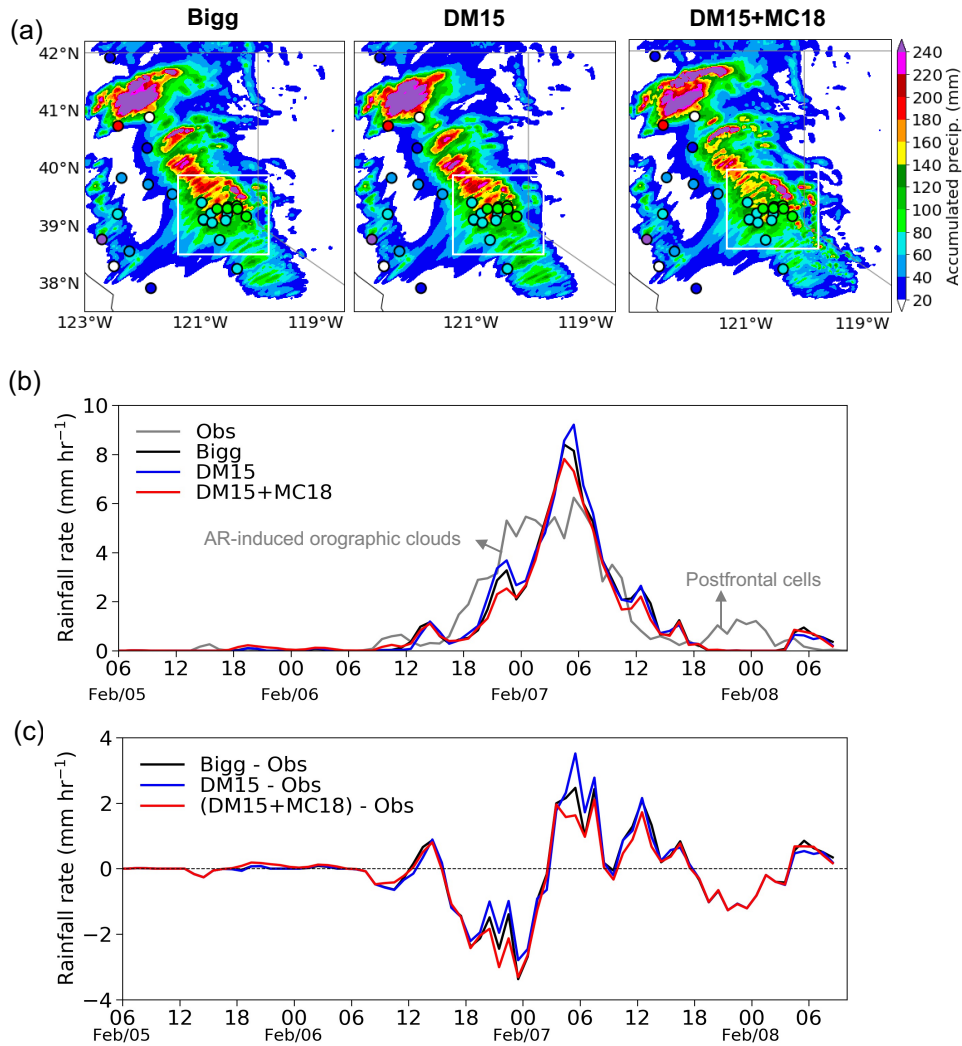 (a)
Bigg
DM15
DM15+MC18
42°N
41°N
40°N
39°N
38°N
123°W
121°W
119°W
121°W
119°W
121°W
119°W
240
220
200
180
160
140
120
100
80
60
40
20
Accumulated precip. (mm)
(b)
Rainfall rate (mm hr⁻¹)
10
8
6
4
2
0
Obs
Bigg
DM15
DM15+MC18
AR-induced orographic clouds
Postfrontal cells
06 12 18 00 06 12 18 00 06 12 18 00 06
Feb/05 Feb/06 Feb/07 Feb/08
(c)
Rainfall rate (mm hr⁻¹)
4
2
0
−2
−4
Bigg - Obs
DM15 - Obs
(DM15+MC18) - Obs
06 12 18 00 06 12 18 00 06 12 18 00 06
Feb/05 Feb/06 Feb/07 Feb/08